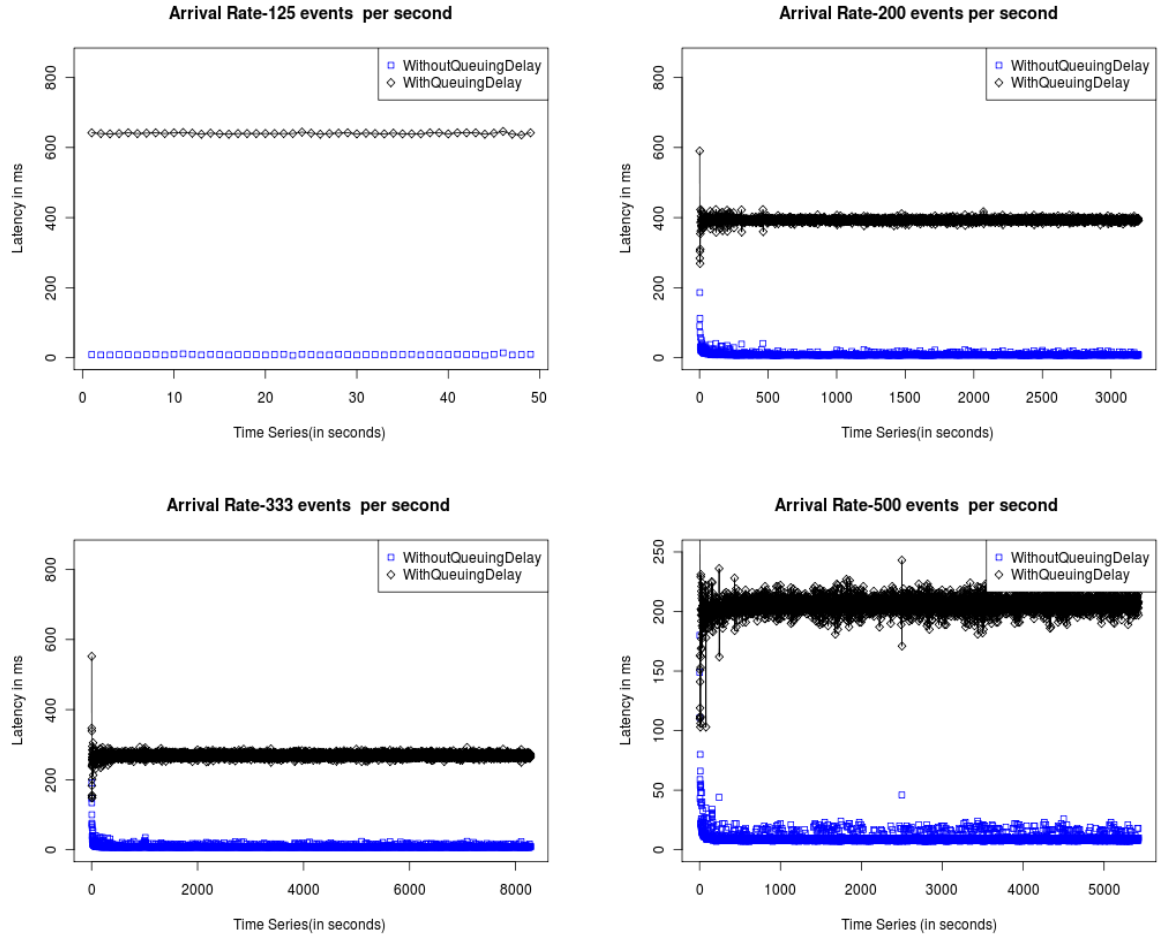 Arrival Rate-125 events  per second
WithoutQueuingDelay
WithQueuingDelay
Latency in ms
800
600
400
200
0
0 10 20 30 40 50
Time Series(in seconds)
Arrival Rate-200 events per second
WithoutQueuingDelay
WithQueuingDelay
Latency in ms
800
600
400
200
0
0 500 1000 1500 2000 2500 3000
Time Series(in seconds)
Arrival Rate-333 events  per second
WithoutQueuingDelay
WithQueuingDelay
Latency in ms
800
600
400
200
0
0 2000 4000 6000 8000
Time Series(in seconds)
Arrival Rate-500 events per second
WithoutQueuingDelay
WithQueuingDelay
Latency in ms
250
200
150
100
50
0
0 1000 2000 3000 4000 5000
Time Series (in seconds)